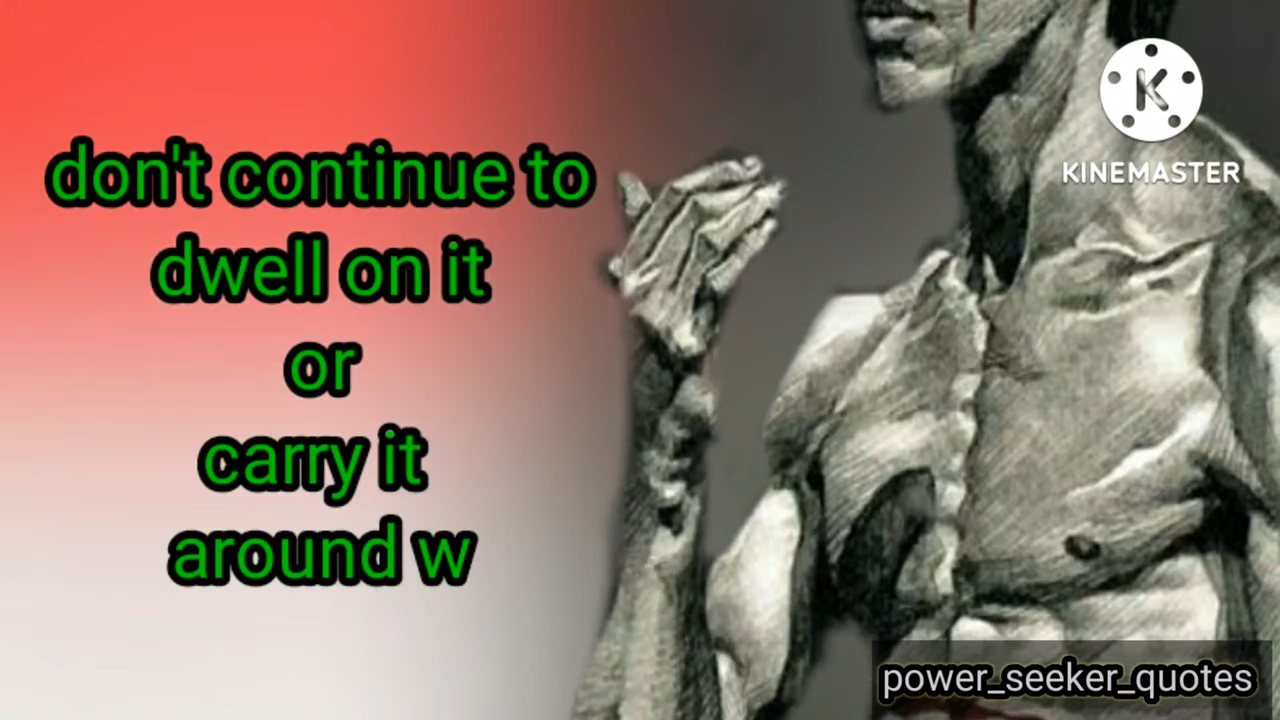 don't continue to
dwell on it
or
carry it
around w
K
KINEMASTER
power_seeker_quotes